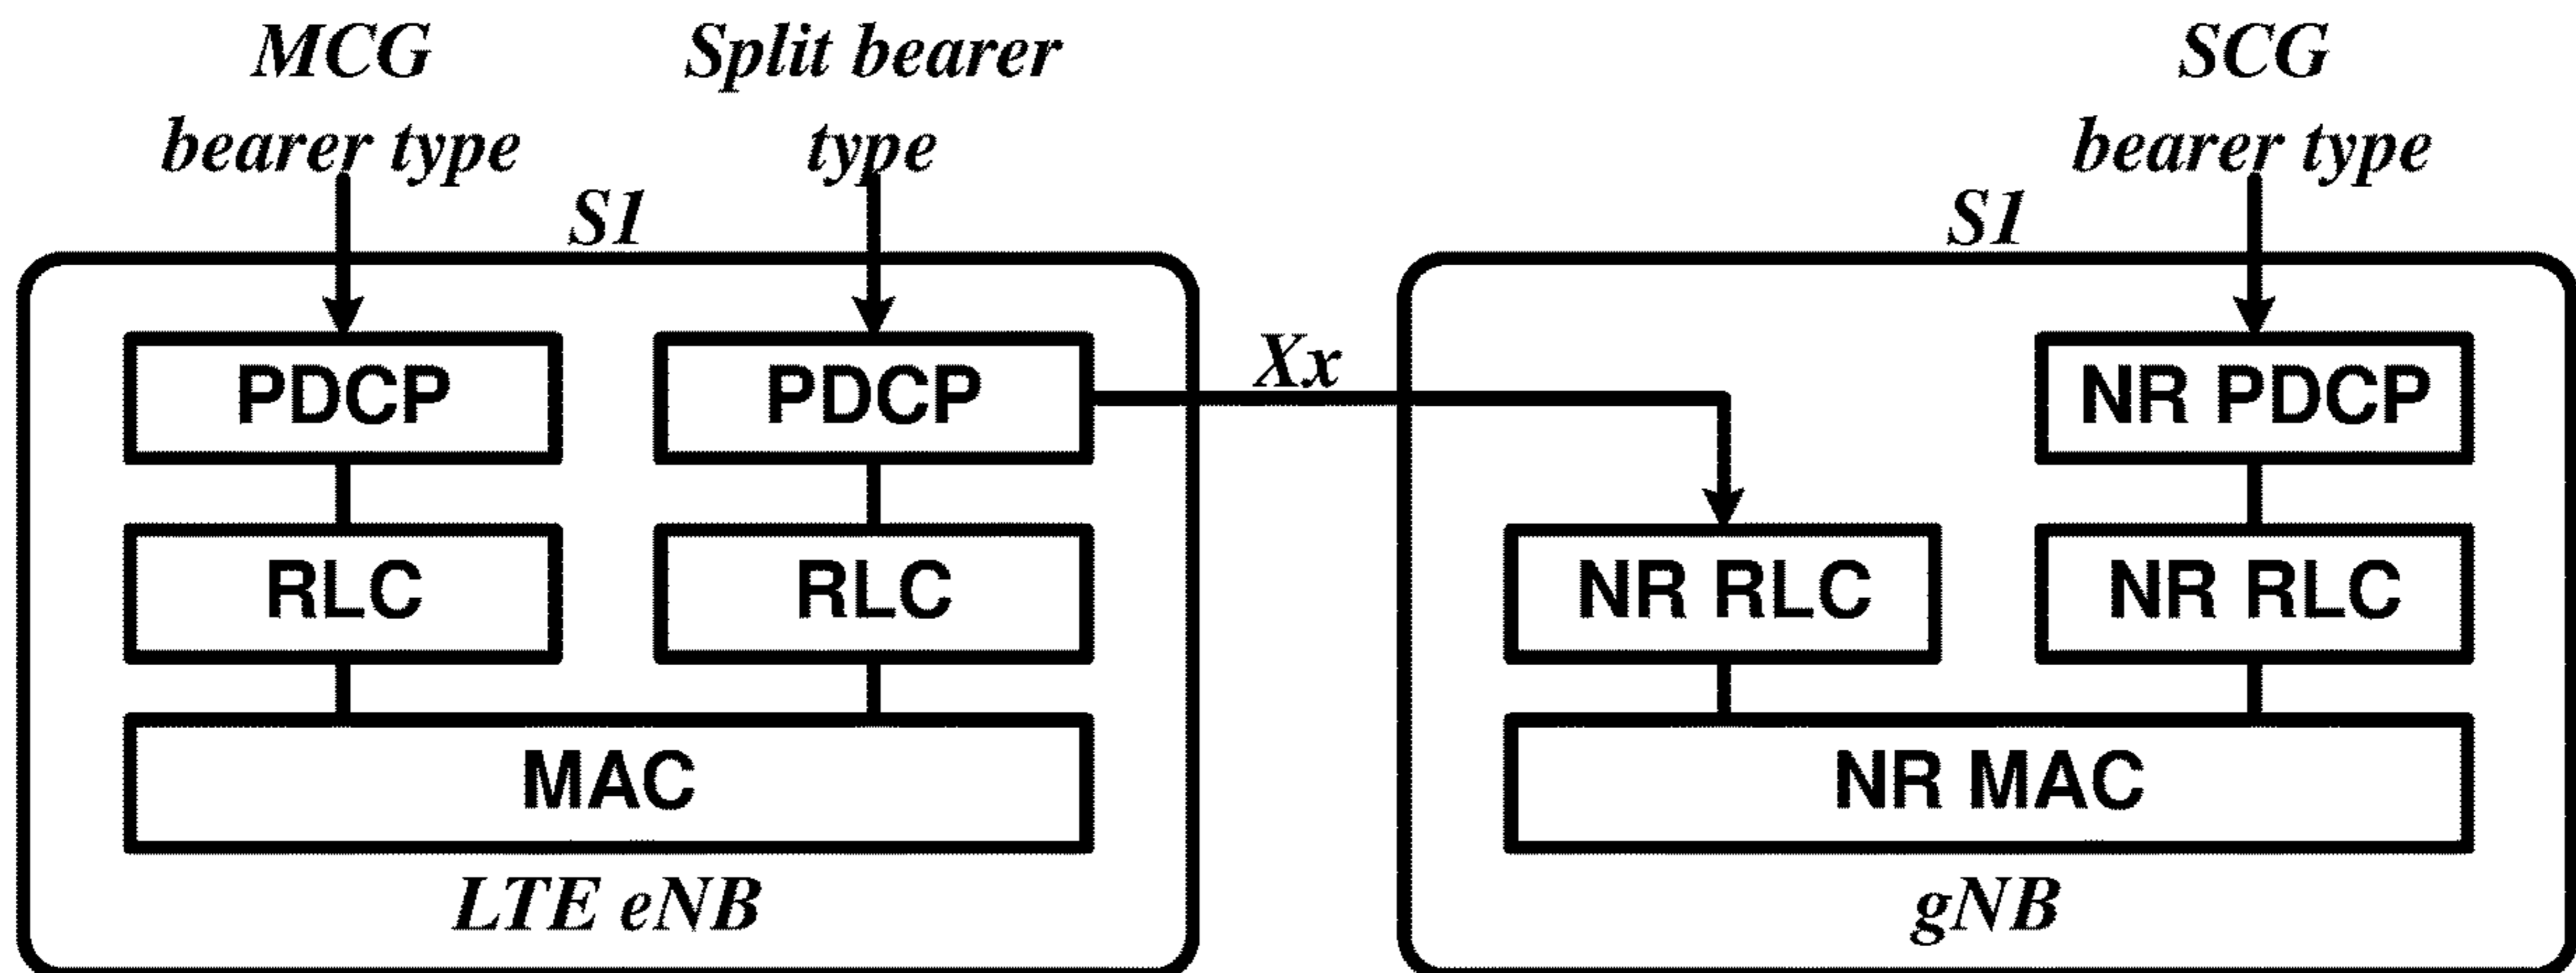 MCG
bearer type
Split bearer
type
SCG
bearer type
S1
S1
Xx
PDCP
PDCP
NR PDCP
RLC
RLC
NR RLC
NR RLC
MAC
NR MAC
LTE eNB
gNB